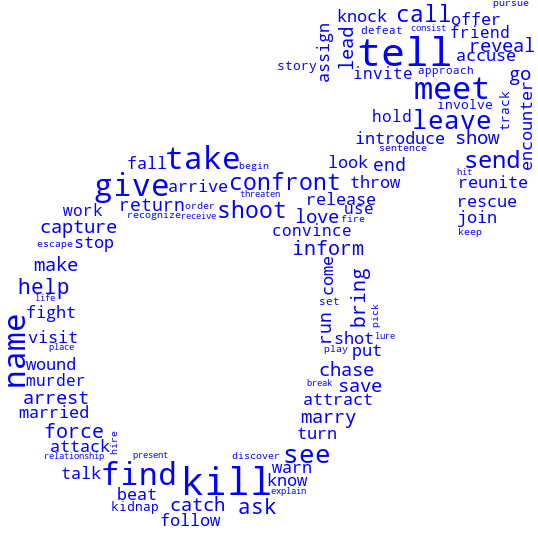 pursue
knock call offer
assign lead defeat consist friend
tell reveal
story accuse
invite approach go
meet
involve track encounter
hold leave
introduce show
sentence
fall take look end send
begin hit
give arrive confront throw reunite
threaten
work return order release rescue
recognize receive shoot love use join
fire
capture convince keep
escape stop inform
make come bring
help
life set pick
fight run
name visit shot lure
place play put
wound chase
murder break save
arrest attract
married marry
force turn
attack hire
relationship present discover see
talk find kill warn
know
beat explain
kidnap catch ask
follow